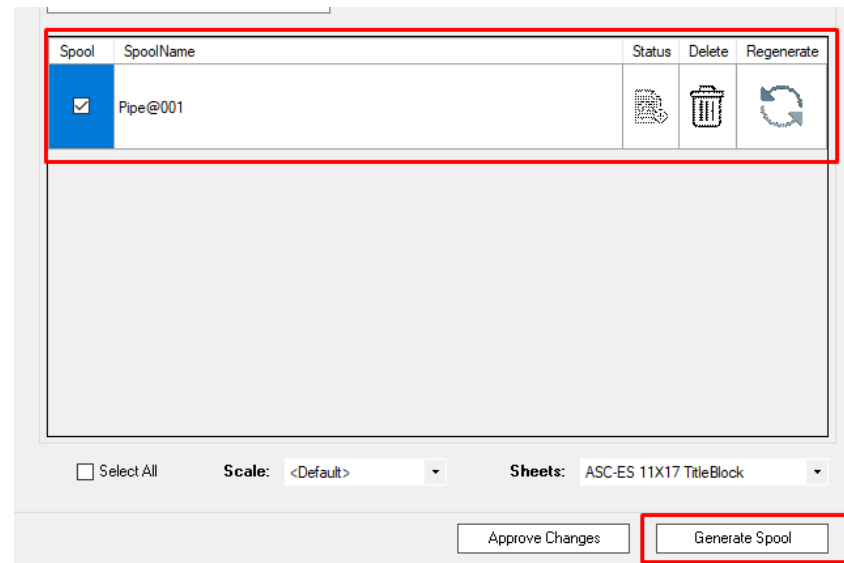 Spool SpoolName Status Delete Regenerate
Pipe@001
Select All Scale: <Default> Sheets: ASC-ES 11X17 TitleBlock
Approve Changes Generate Spool